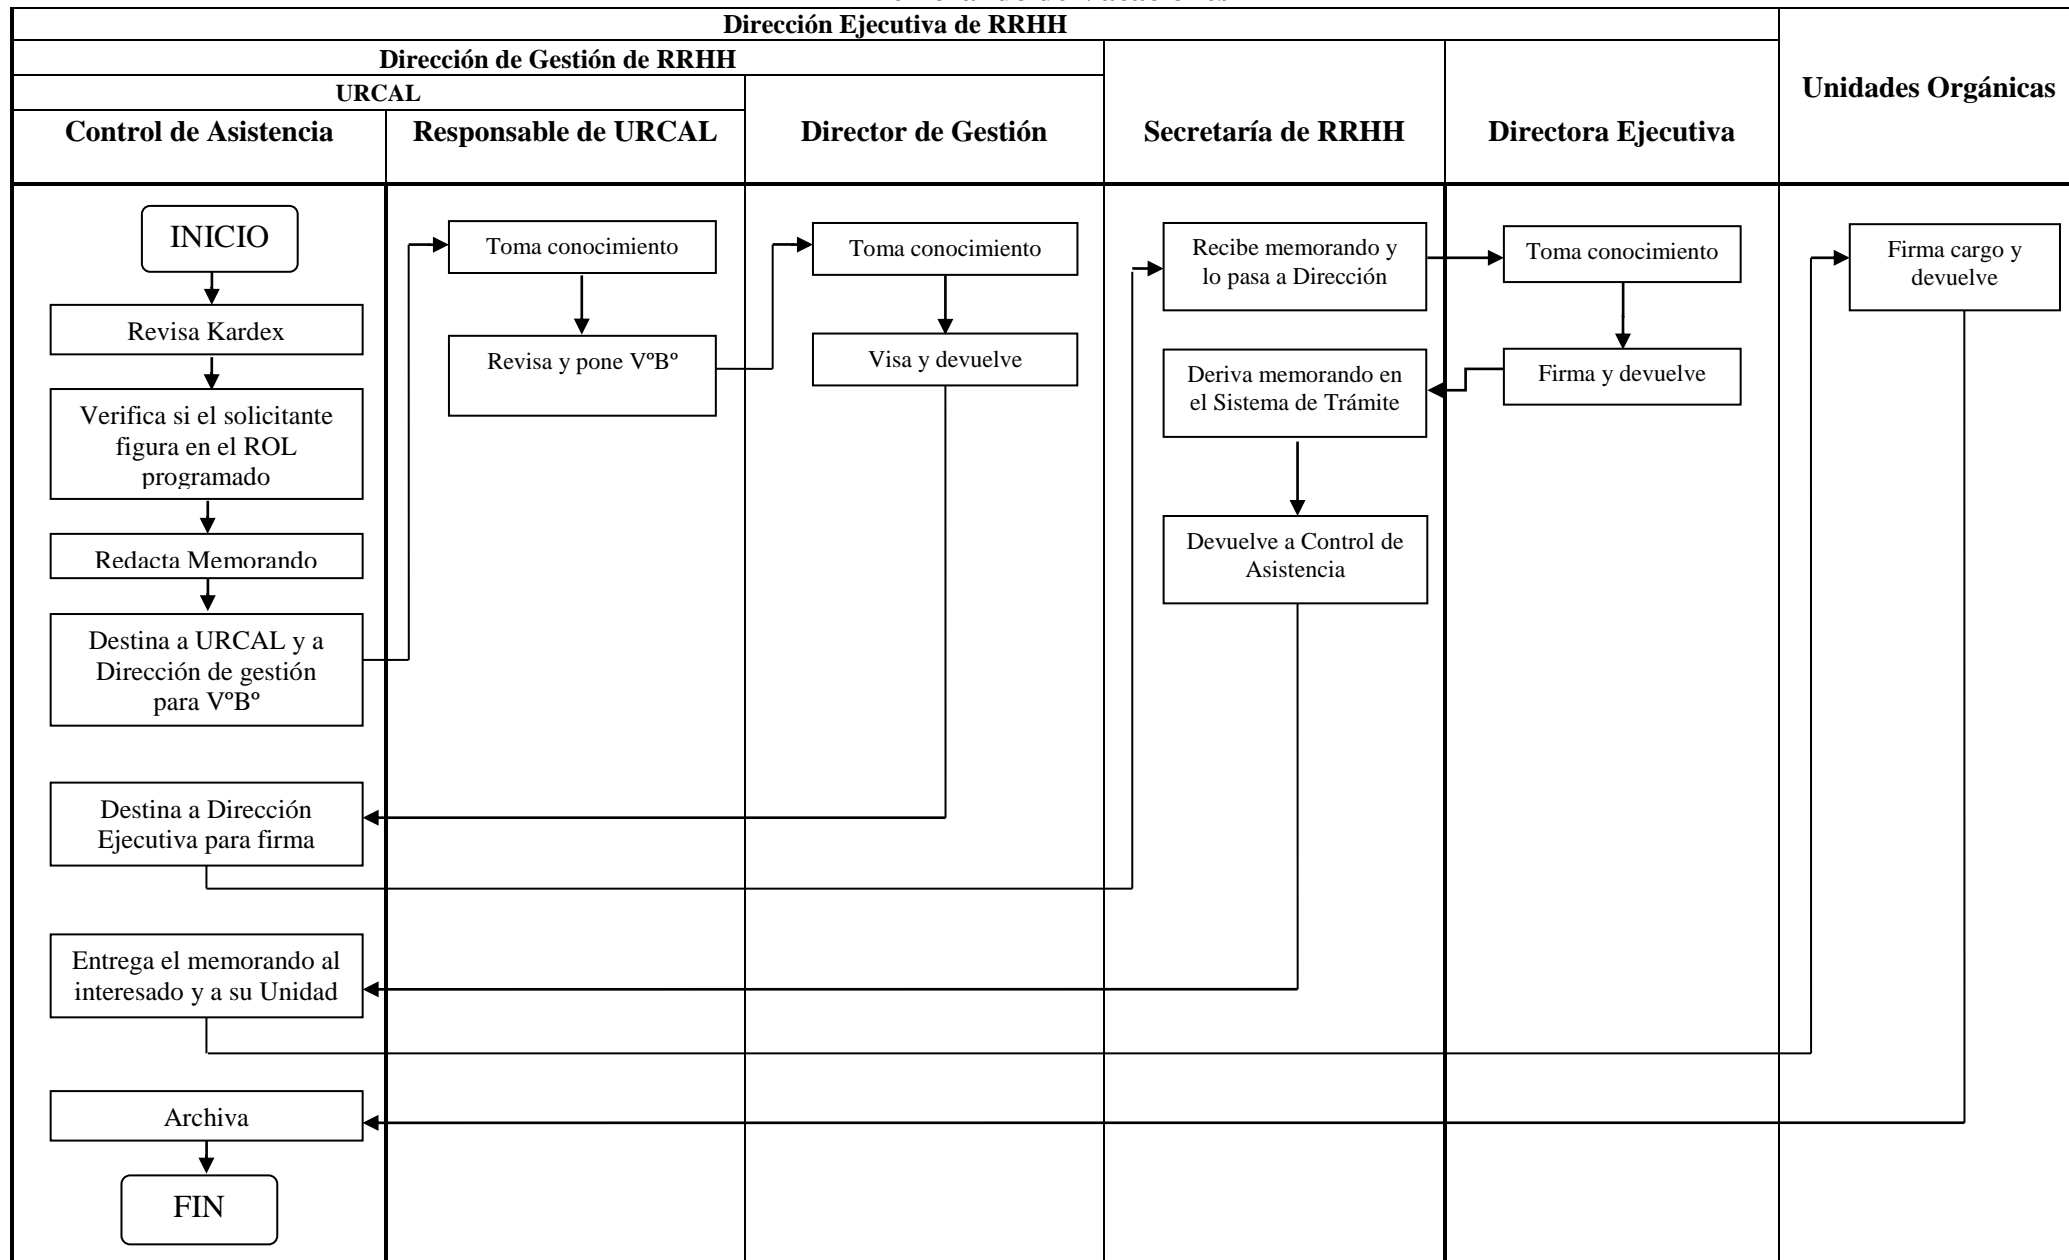 Dirección Ejecutiva de RRHH
Dirección de Gestión de RRHH
URCAL
Unidades Orgánicas
Control de Asistencia
Responsable de URCAL
Director de Gestión
Secretaría de RRHH
Directora Ejecutiva
INICIO
Revisa Kardex
Verifica si el solicitante
figura en el ROL
programado
Redacta Memorando
Destina a URCAL y a
Dirección de gestión
para VºBº
Toma conocimiento
Revisa y pone VºBº
Toma conocimiento
Visa y devuelve
Destina a Dirección
Ejecutiva para firma
Recibe memorando y
lo pasa a Dirección
Toma conocimiento
Firma y devuelve
Deriva memorando en
el Sistema de Trámite
Devuelve a Control de
Asistencia
Entrega el memorando al
interesado y a su Unidad
Firma cargo y
devuelve
Archiva
FIN